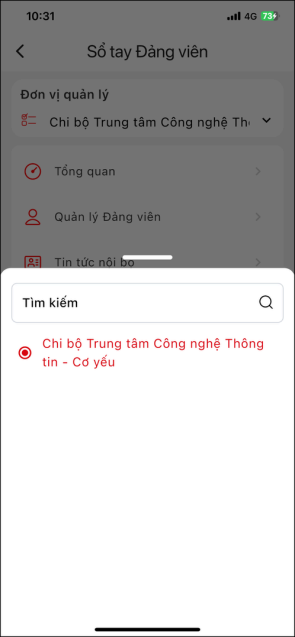 10:31
4G 73
Sổ tay Đảng viên
Đơn vị quản lý
Chi bộ Trung tâm Công nghệ Thô
Tổng quan
Quản lý Đảng viên
Tin tức nội bộ
Tìm kiếm
Chi bộ Trung tâm Công nghệ Thông
tin - Cơ yếu